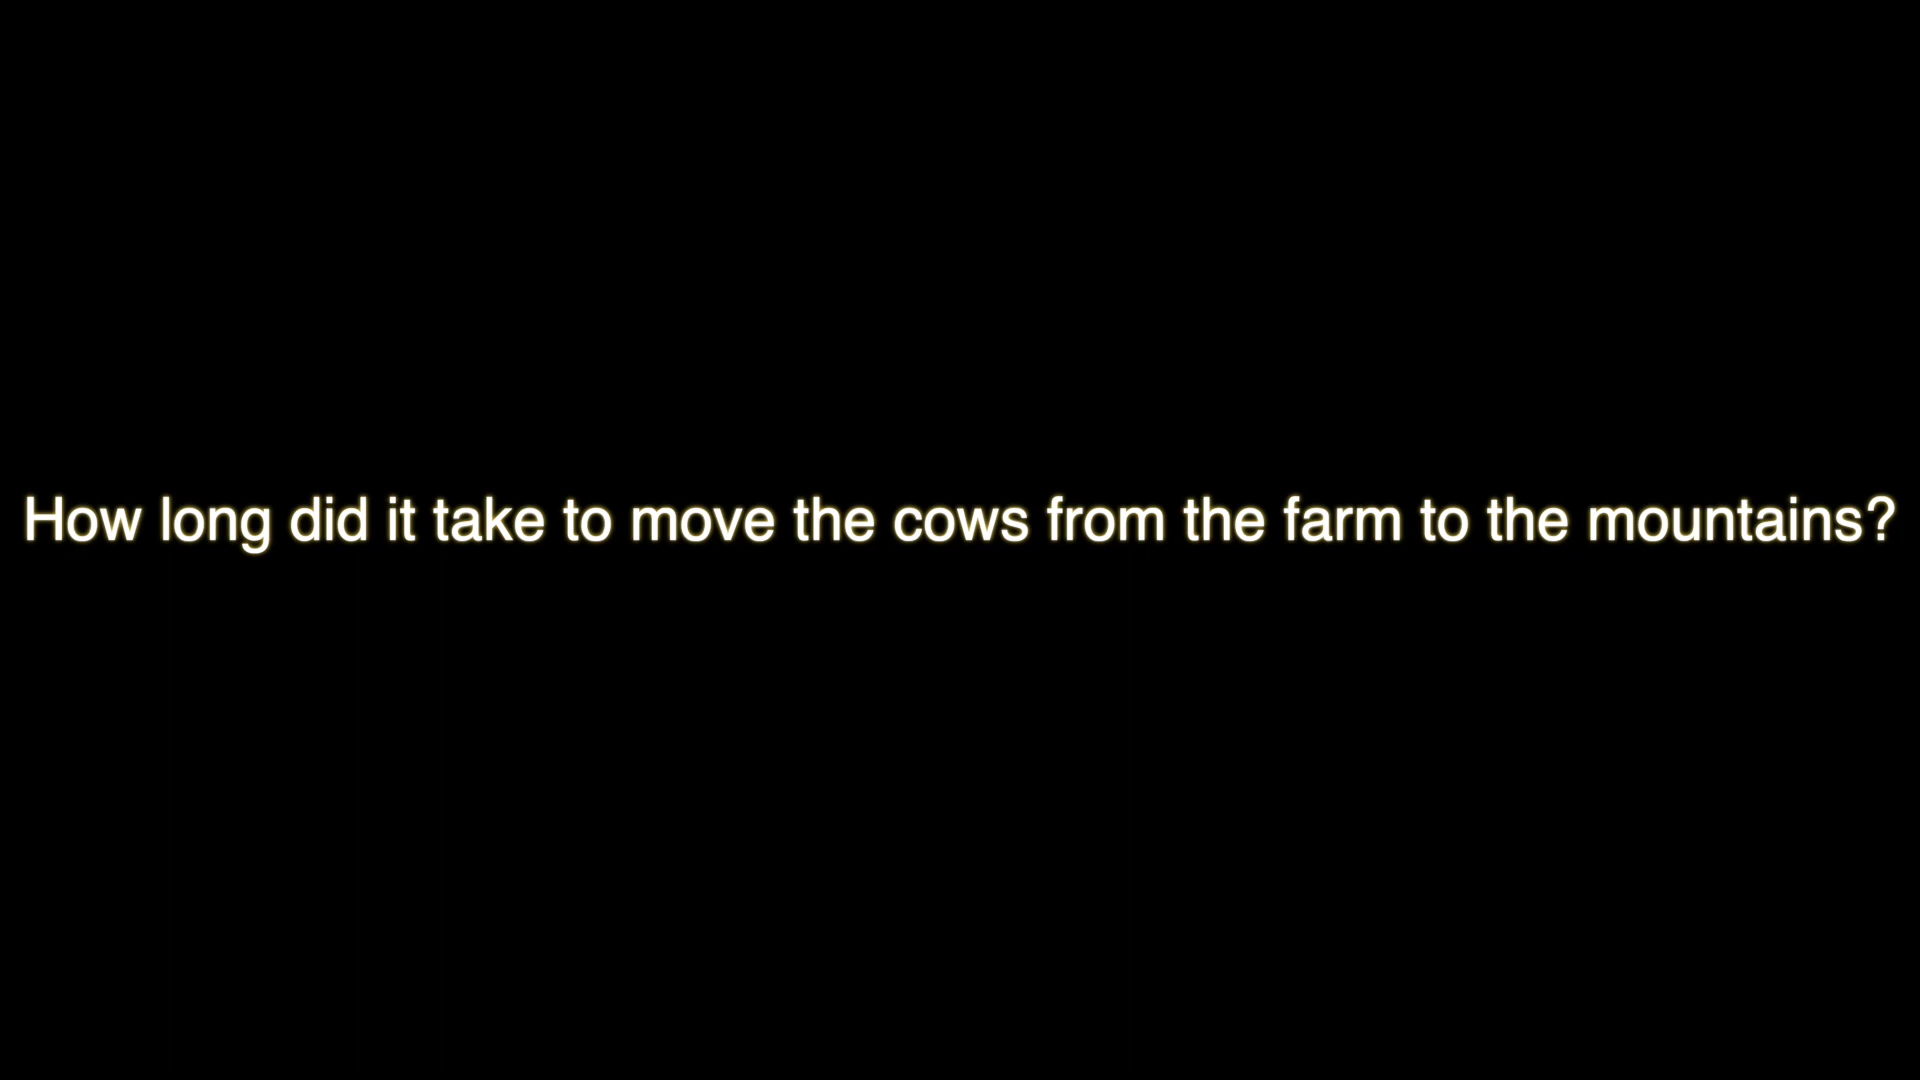 How long did it take to move the cows from the farm to the mountains?